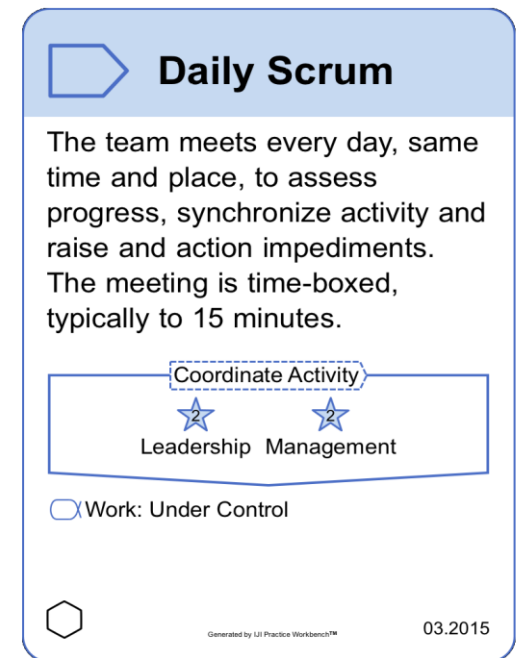 Daily Scrum
The team meets every day, same
time and place, to assess
progress, synchronize activity and
raise and action impediments.
The meeting is time-boxed,
typically to 15 minutes.
Coordinate Activity
2 2
Leadership Management
Work: Under Control
Generated by IJI Practice Workbench™
03.2015